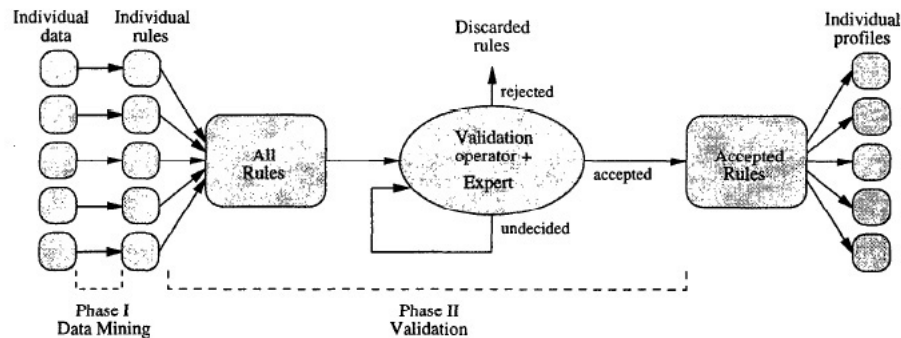 Individual
data
Individual
rules
Discarded
rules
Individual
profiles
rejected
All
Rules
Validation
operator +
Expert
accepted
Accepted
Rules
undecided
Phase I
Data Mining
Phase II
Validation